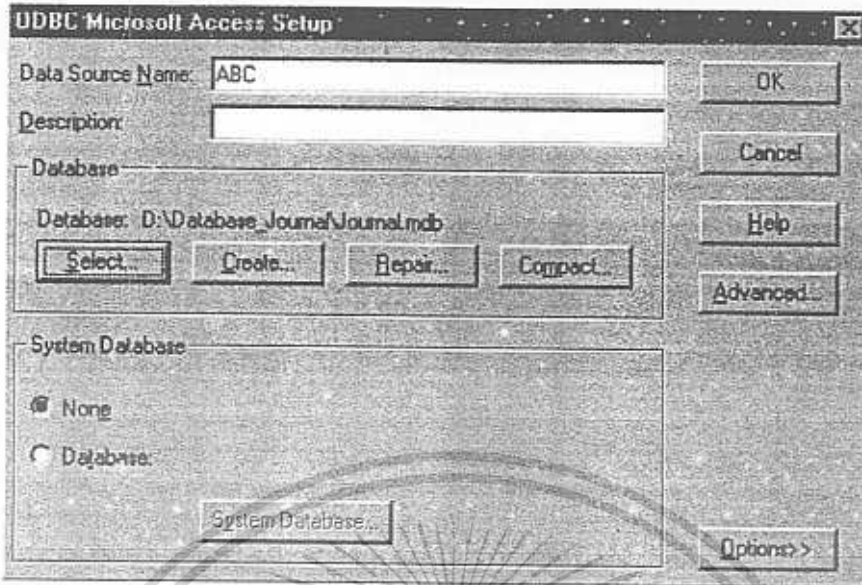 ODBC Microsoft Access Setup
Data Source Name: ABC
OK
Description:
Cancel
Database
Database: D:\Database_Journal\Journal.mdb
Help
Select...
Create...
Repair...
Compact...
Advanced...
System Database
None
Database:
System Database...
Options>>